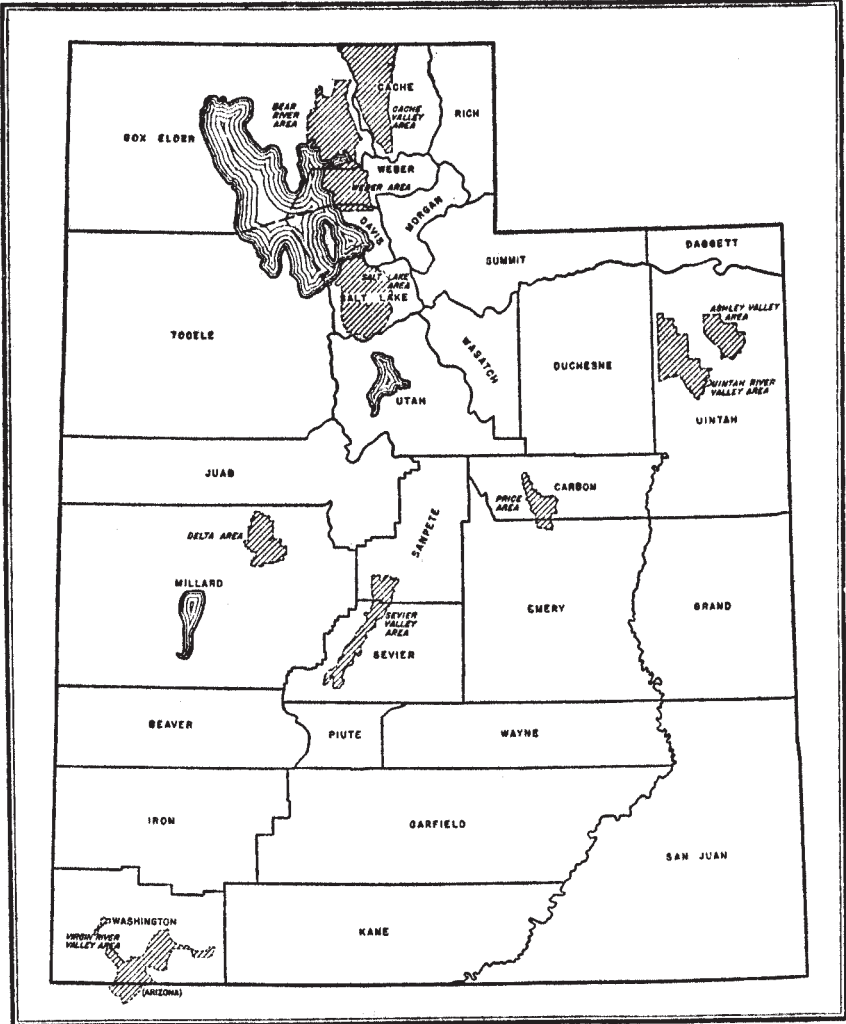 CACHE
BEAR
RIVER
AREA
CACHE
VALLEY
AREA
RICH
BOX ELDER
WEBER
WEBER AREA
MORGAN
DAVIS
DAGGETT
SUMMIT
SALT LAKE
AREA
SALT LAKE
ASHLEY VALLEY
AREA
TOOELE
WASATCH
DUCHESNE
UINTAH RIVER
VALLEY AREA
UTAH
UINTAH
JUAB
CARBON
PRICE
AREA
SANPETE
DELTA AREA
MILLARD
EMERY
GRAND
SEVIER
VALLEY
AREA
SEVIER
BEAVER
PIUTE
WAYNE
IRON
GARFIELD
SAN JUAN
WASHINGTON
VIRGIN RIVER
VALLEY AREA
KANE
(ARIZONA)